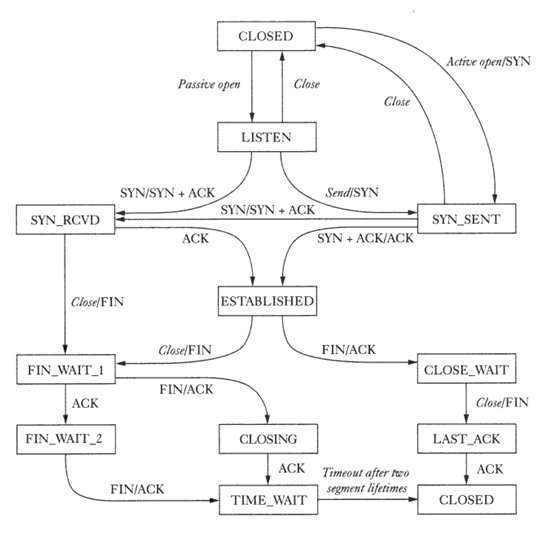 CLOSED
Active open/SYN
Passive open
Close
Close
LISTEN
SYN/SYN + ACK
Send/SYN
SYN/SYN + ACK
SYN_RCVD
SYN_SENT
ACK
SYN + ACK/ACK
ESTABLISHED
Close/FIN
Close/FIN
FIN/ACK
FIN_WAIT_1
CLOSE_WAIT
FIN/ACK
ACK
Close/FIN
FIN_WAIT_2
CLOSING
LAST_ACK
ACK
Timeout after two
segment lifetimes
ACK
FIN/ACK
TIME_WAIT
CLOSED